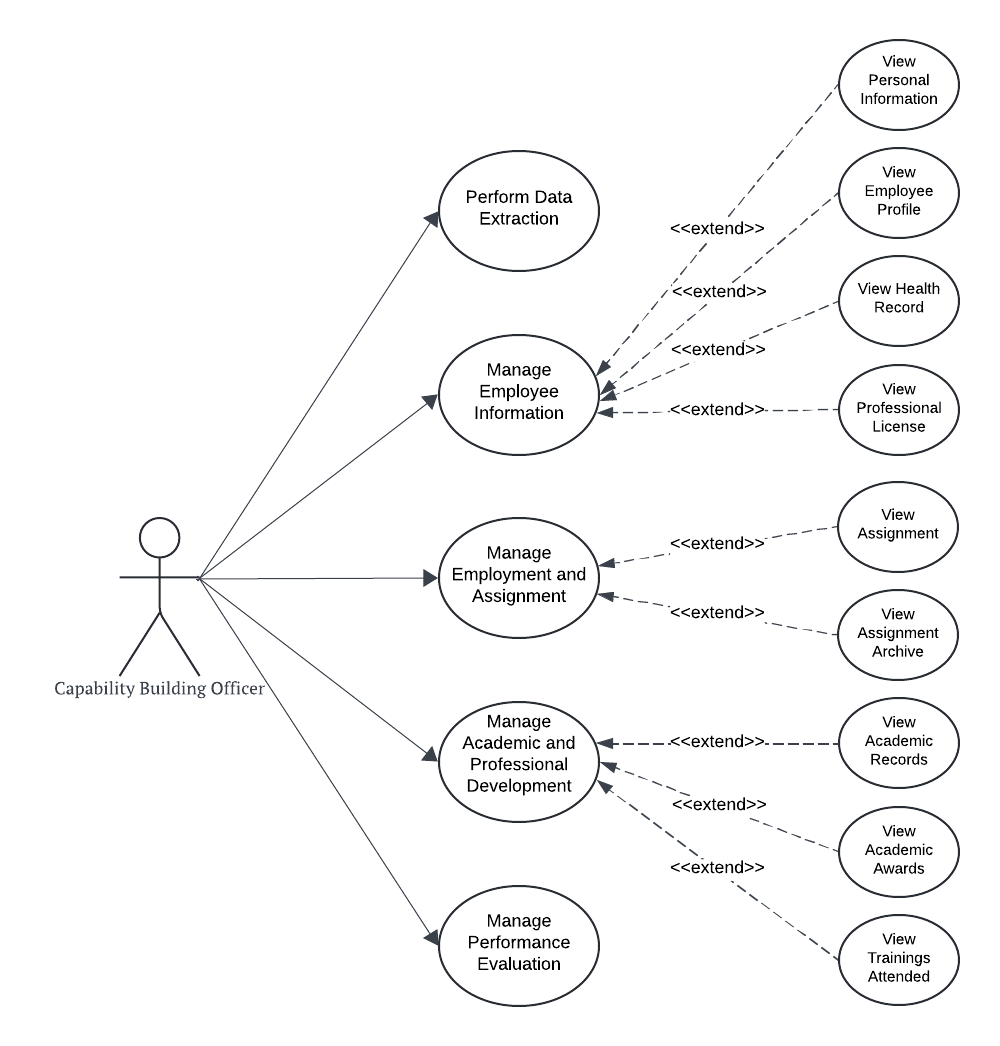 View
Personal
Information
Perform Data
Extraction
View
Employee
Profile
<<extend>>
<<extend>>
View Health
Record
<<extend>>
Manage
Employee
Information
<<extend>>
View
Professional
License
Manage
Employment and
Assignment
<<extend>>
View
Assignment
<<extend>>
View
Assignment
Archive
Capability Building Officer
Manage
Academic and
Professional
Development
<<extend>>
View
Academic
Records
<<extend>>
View
Academic
Awards
<<extend>>
Manage
Performance
Evaluation
View
Trainings
Attended